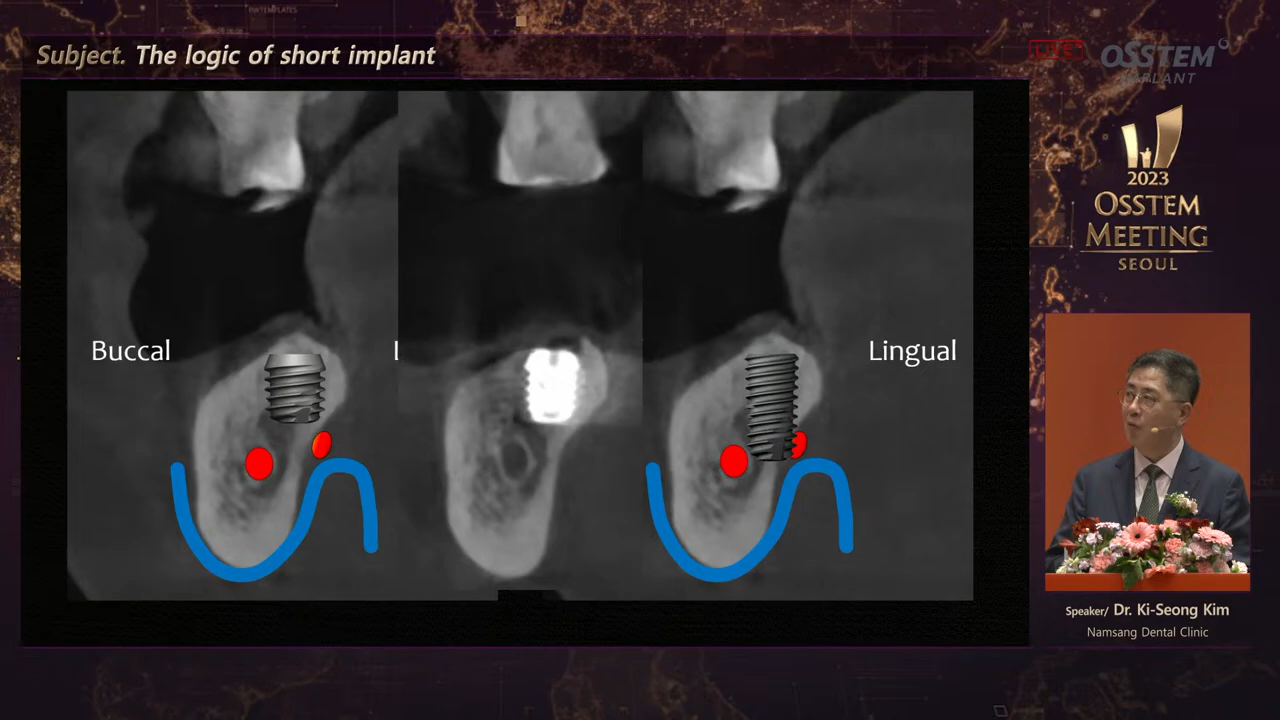 Subject. The logic of short implant
LIVE
OSSTEM
IMPLANT
2023
OSSTEM
MEETING
SEOUL
Buccal
Lingual
Speaker/ Dr. Ki-Seong Kim
Namsang Dental Clinic